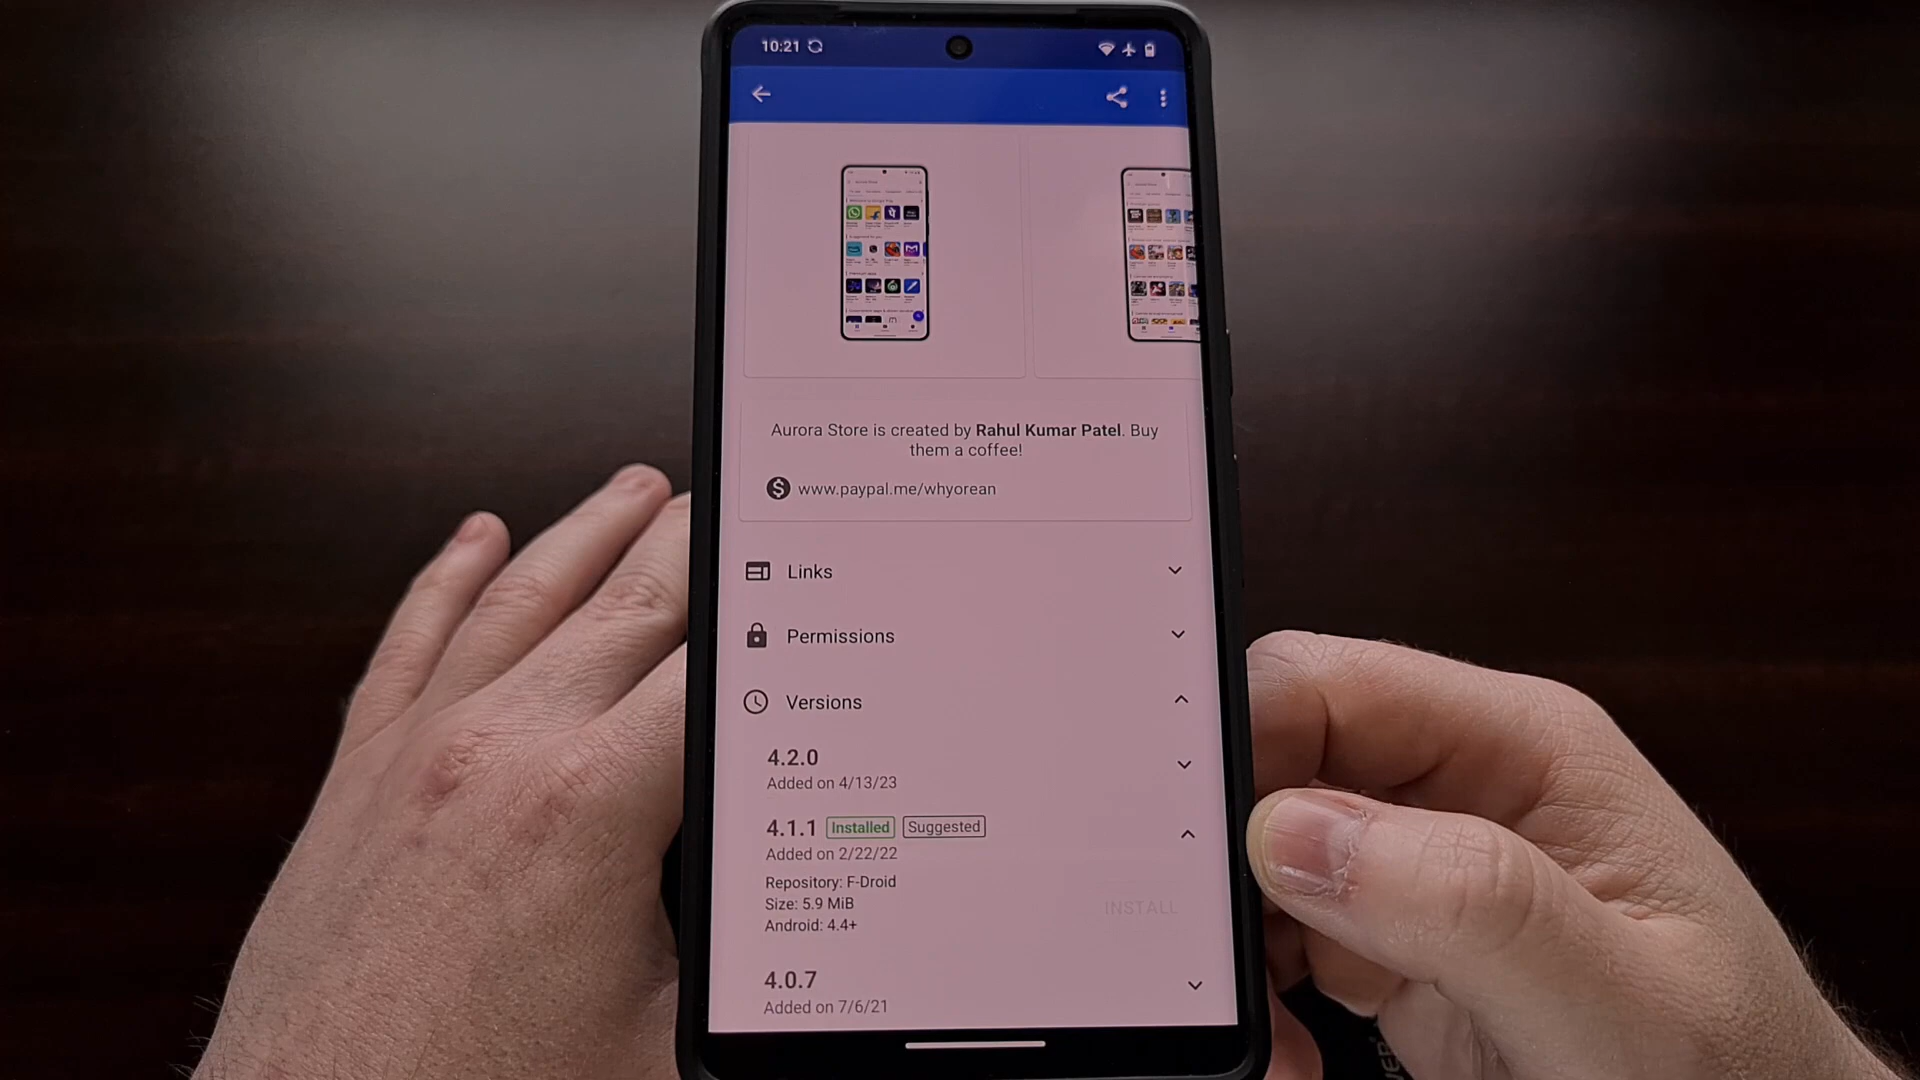 10:21
Aurora Store is created by Rahul Kumar Patel. Buy
them a coffee!
www.paypal.me/whyorean
Links
Permissions
Versions
4.2.0
Added on 4/13/23
4.1.1 Installed Suggested
Added on 2/22/22
Repository: F-Droid
Size: 5.9 MiB
Android: 4.4+
INSTALL
4.0.7
Added on 7/6/21